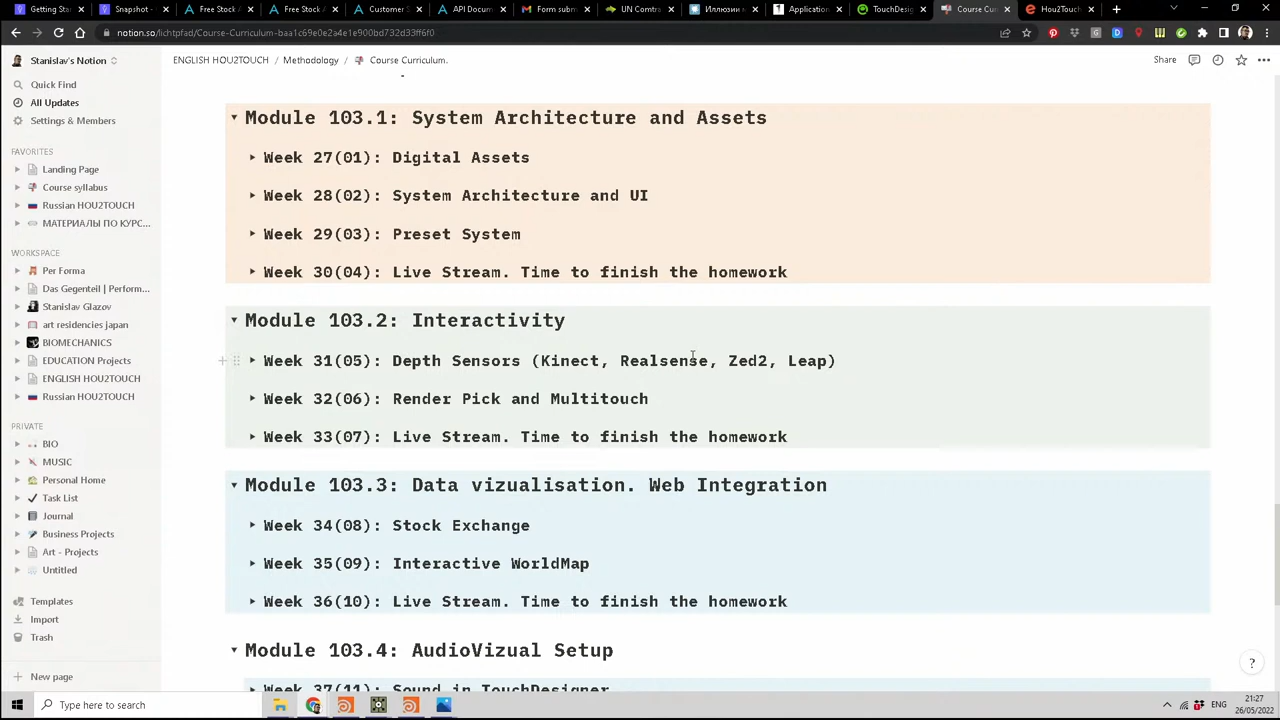 Getting Star
Snapshot -
Free Stock A
Free Stock A
Customer S
API Docum
Form subm
UN Comtra
Иллюзии и
Application
TouchDesig
Course Curr
Hou2Touch
notion.so/lichtpfad/Course-Curriculum-baa1c69e0e2a4e1e900bd732d33ff6f0
Stanislav's Notion
ENGLISH HOU2TOUCH / Methodology / Course Curriculum.
Share
Quick Find
All Updates
Settings & Members
FAVORITES
Landing Page
Course syllabus
Russian HOU2TOUCH
МАТЕРИАЛЫ ПО КУРС...
WORKSPACE
Per Forma
Das Gegenteil | Perform...
Stanislav Glazov
art residencies japan
BIOMECHANICS
EDUCATION Projects
ENGLISH HOU2TOUCH
Russian HOU2TOUCH
PRIVATE
BIO
MUSIC
Personal Home
Task List
Journal
Business Projects
Art - Projects
Untitled
Templates
Import
Trash
New page
Module 103.1: System Architecture and Assets
Week 27(01): Digital Assets
Week 28(02): System Architecture and UI
Week 29(03): Preset System
Week 30(04): Live Stream. Time to finish the homework
Module 103.2: Interactivity
Week 31(05): Depth Sensors (Kinect, Realsense, Zed2, Leap)
Week 32(06): Render Pick and Multitouch
Week 33(07): Live Stream. Time to finish the homework
Module 103.3: Data vizualisation. Web Integration
Week 34(08): Stock Exchange
Week 35(09): Interactive WorldMap
Week 36(10): Live Stream. Time to finish the homework
Module 103.4: AudioVizual Setup
Week 37(11): Sound in TouchDesigner
?
Type here to search
ENG
21:27
26/05/2022